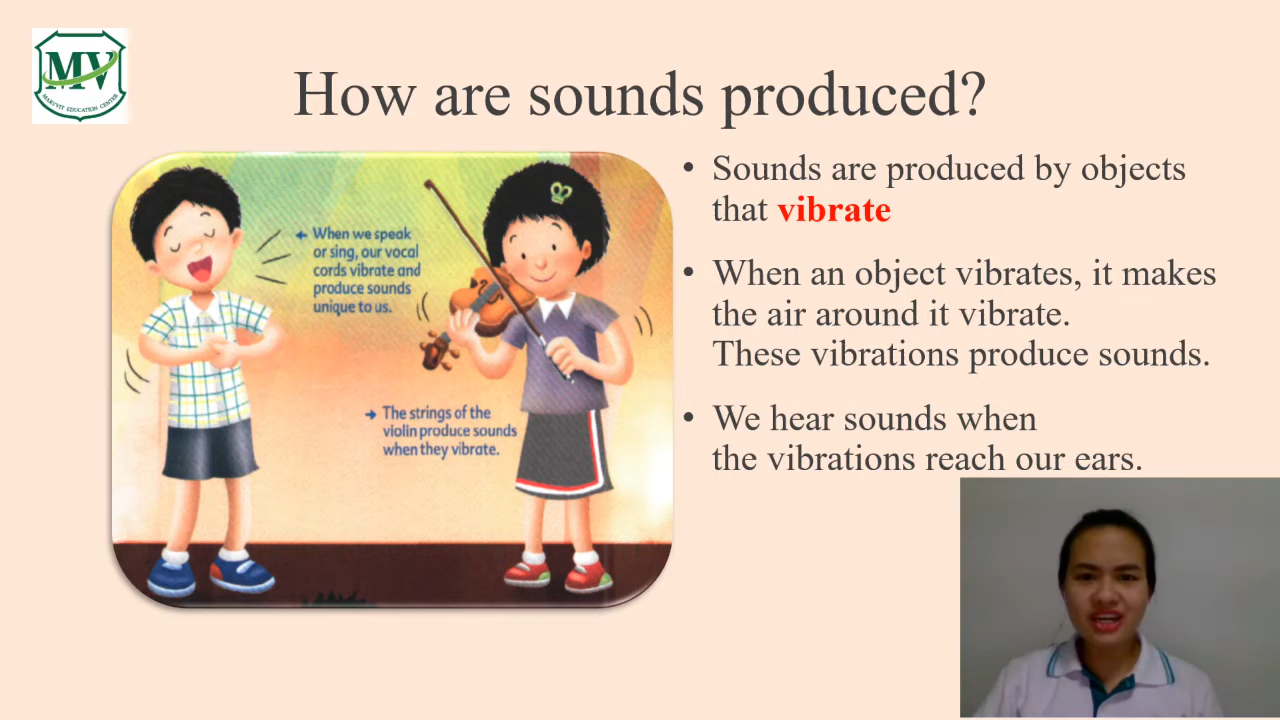 MV
MARYVIT EDUCATION CENTER
How are sounds produced?
When we speak
or sing, our vocal
cords vibrate and
produce sounds
unique to us.
The strings of the
violin produce sounds
when they vibrate.
• Sounds are produced by objects
that vibrate
• When an object vibrates, it makes
the air around it vibrate.
These vibrations produce sounds.
• We hear sounds when
the vibrations reach our ears.